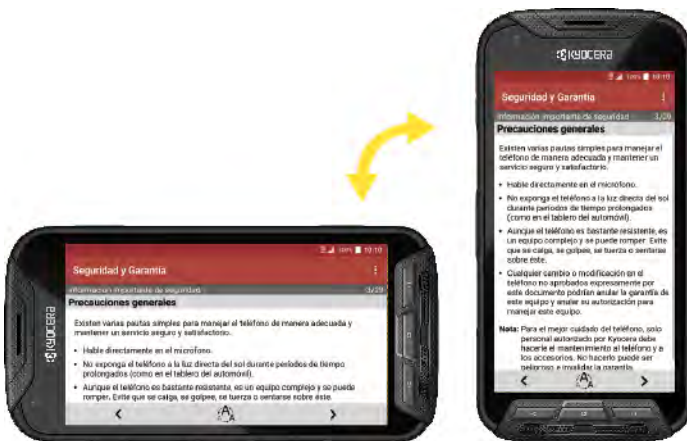 KYOCERA
100% 10:10
Seguridad y Garantía
Información importante de seguridad 3/29
Precauciones generales
Existen varias pautas simples para manejar el teléfono de manera adecuada y
mantener un servicio seguro y satisfactorio.
• Hable directamente en el micrófono.
• No exponga el teléfono a la luz directa del sol durante períodos de tiempo
prolongados (como en el tablero del automóvil).
• Aunque el teléfono es bastante resistente, es un equipo complejo y se puede
romper. Evite que se caiga, se golpee, se tuerza o sentarse sobre éste.
KYOCERA
100% 10:10
Seguridad y Garantía
Información importante de seguridad 3/29
Precauciones generales
Existen varias pautas simples para manejar el
teléfono de manera adecuada y mantener un
servicio seguro y satisfactorio.
• Hable directamente en el micrófono.
• No exponga el teléfono a la luz directa del sol
durante períodos de tiempo prolongados
(como en el tablero del automóvil).
• Aunque el teléfono es bastante resistente, es
un equipo complejo y se puede romper. Evite
que se caiga, se golpee, se tuerza o sentarse
sobre éste.
• Cualquier cambio o modificación en el
teléfono no aprobados expresamente por
este documento podrían anular la garantía de
este equipo y anular su autorización para
manejar este equipo.
Nota: Para el mejor cuidado del teléfono, solo
personal autorizado por Kyocera debe
hacerle el mantenimiento al teléfono y a
los accesorios. No hacerlo puede ser
peligroso e invalidar la garantía.